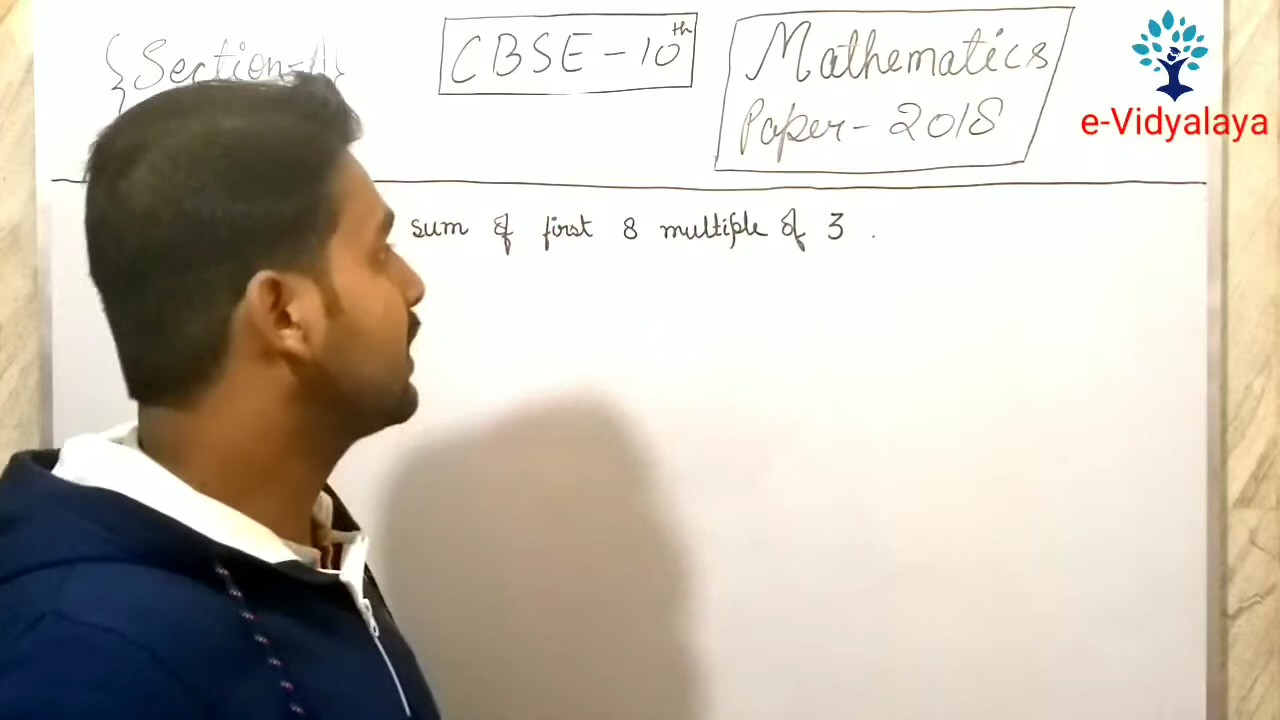 {Section-A}
CBSE - 10th
Mathematics
Paper - 2018
e-Vidyalaya
sum of first 8 multiple of 3 .